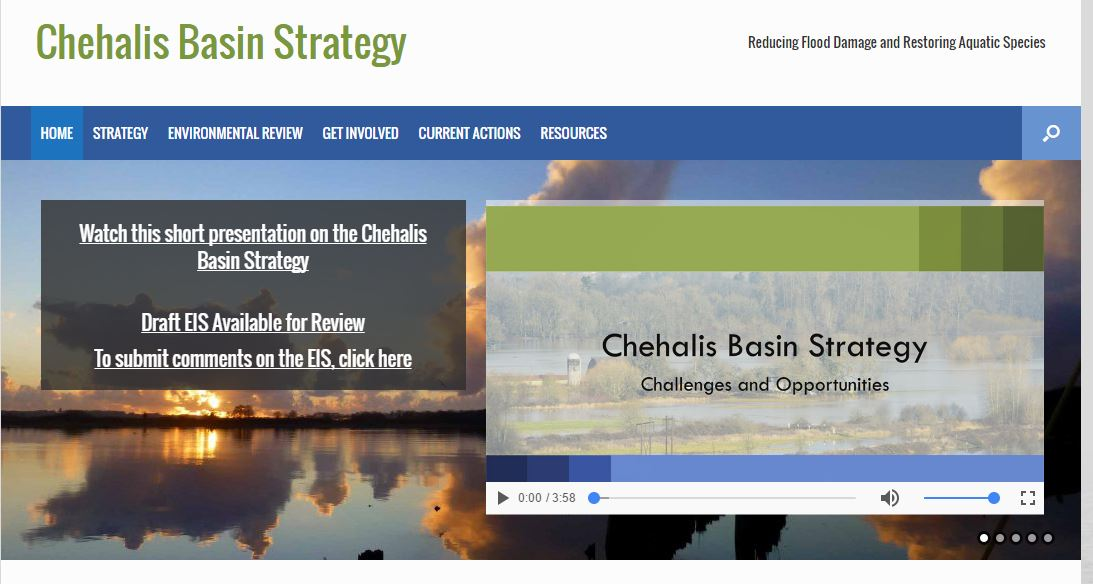 Chehalis Basin Strategy
Reducing Flood Damage and Restoring Aquatic Species
HOME STRATEGY ENVIRONMENTAL REVIEW GET INVOLVED CURRENT ACTIONS RESOURCES
Watch this short presentation on the Chehalis
Basin Strategy
Draft EIS Available for Review
To submit comments on the EIS, click here
Chehalis Basin Strategy
Challenges and Opportunities
0:00 / 3:58